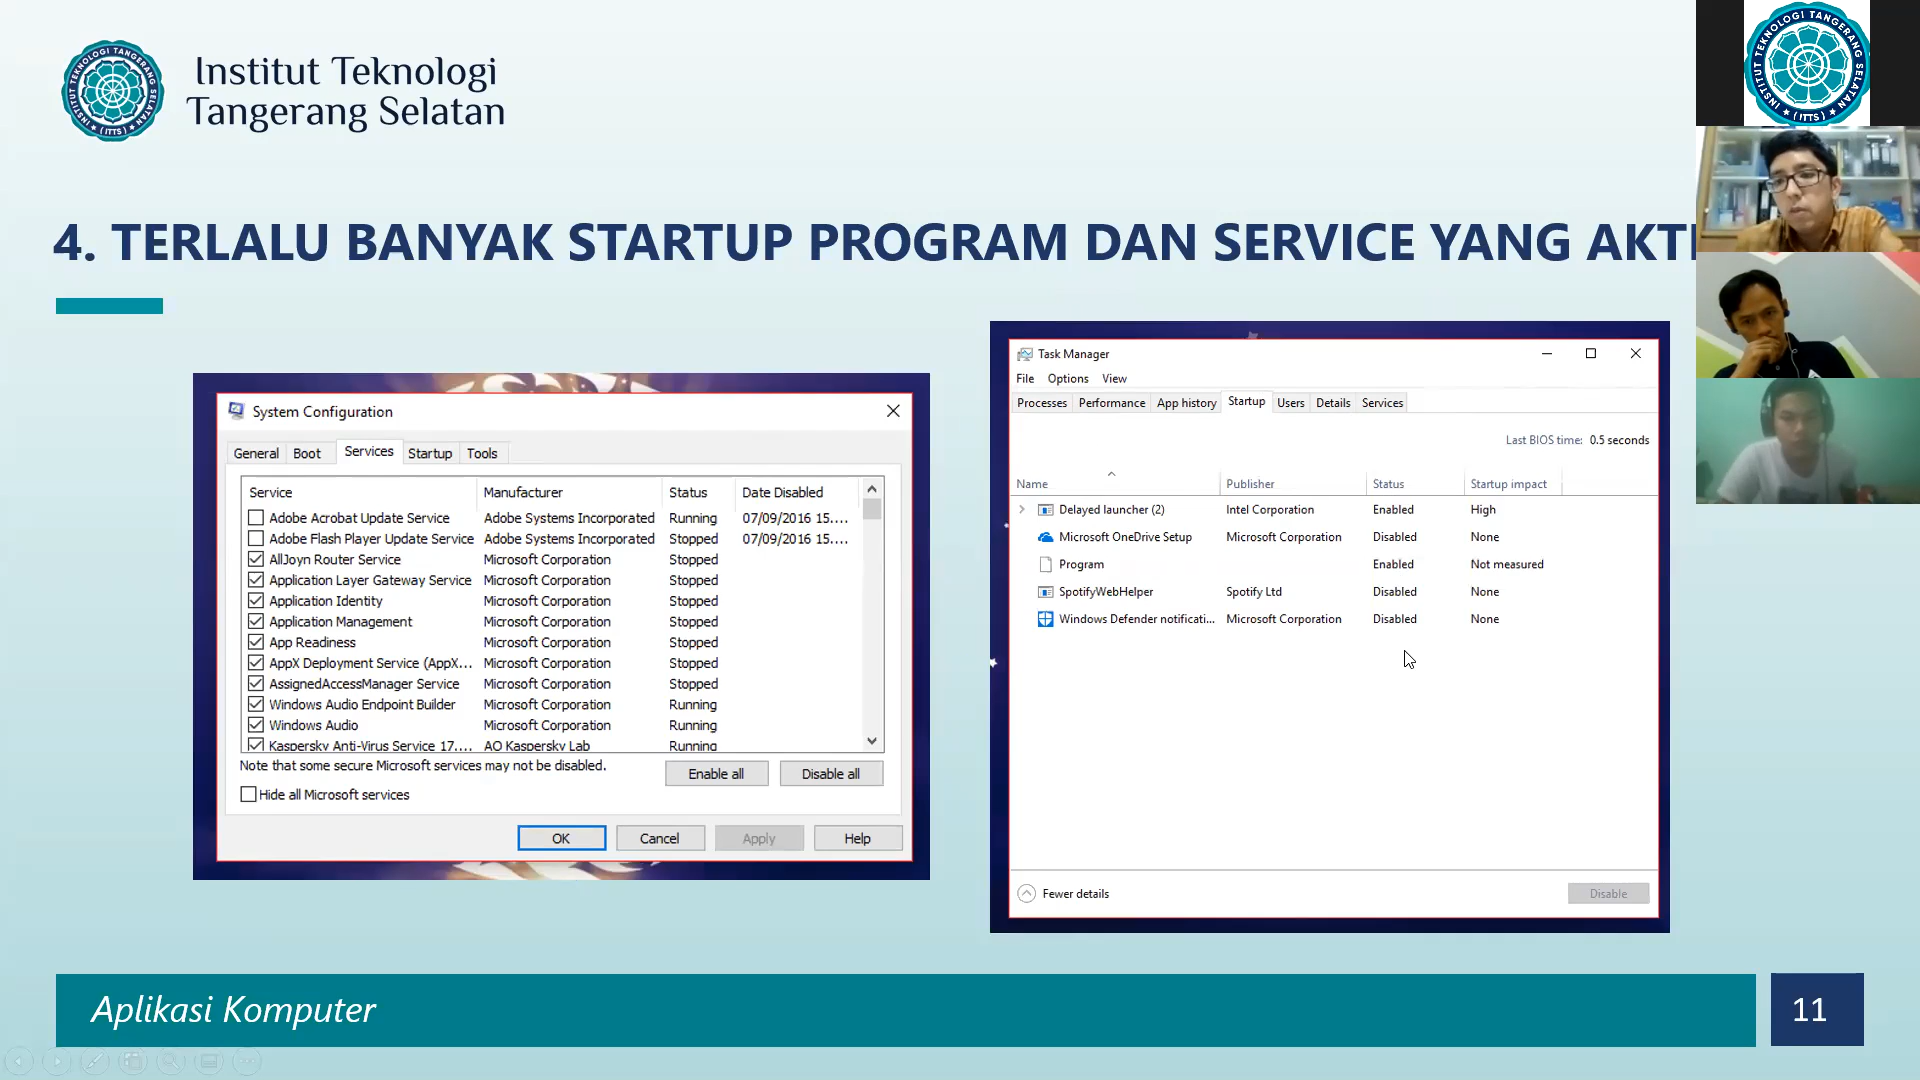 Institut Teknologi
Tangerang Selatan
INSTITUT TEKNOLOGI TANGERANG SELATAN
(ITTS)
INSTITUT TEKNOLOGI TANGERANG SELATAN
(ITTS)
4. TERLALU BANYAK STARTUP PROGRAM DAN SERVICE YANG AKTI
System Configuration
General Boot Services Startup Tools
Service Manufacturer Status Date Disabled
Adobe Acrobat Update Service Adobe Systems Incorporated Running 07/09/2016 15....
Adobe Flash Player Update Service Adobe Systems Incorporated Stopped 07/09/2016 15....
AllJoyn Router Service Microsoft Corporation Stopped
Application Layer Gateway Service Microsoft Corporation Stopped
Application Identity Microsoft Corporation Stopped
Application Management Microsoft Corporation Stopped
App Readiness Microsoft Corporation Stopped
AppX Deployment Service (AppX... Microsoft Corporation Stopped
AssignedAccessManager Service Microsoft Corporation Stopped
Windows Audio Endpoint Builder Microsoft Corporation Running
Windows Audio Microsoft Corporation Running
Kaspersky Anti-Virus Service 17.... AO Kaspersky Lab Running
Note that some secure Microsoft services may not be disabled.
Enable all Disable all
Hide all Microsoft services
OK Cancel Apply Help
Task Manager
File Options View
Processes Performance App history Startup Users Details Services
Last BIOS time: 0.5 seconds
Name Publisher Status Startup impact
Delayed launcher (2) Intel Corporation Enabled High
Microsoft OneDrive Setup Microsoft Corporation Disabled None
Program Enabled Not measured
SpotifyWebHelper Spotify Ltd Disabled None
Windows Defender notificati... Microsoft Corporation Disabled None
Fewer details Disable
Aplikasi Komputer
11